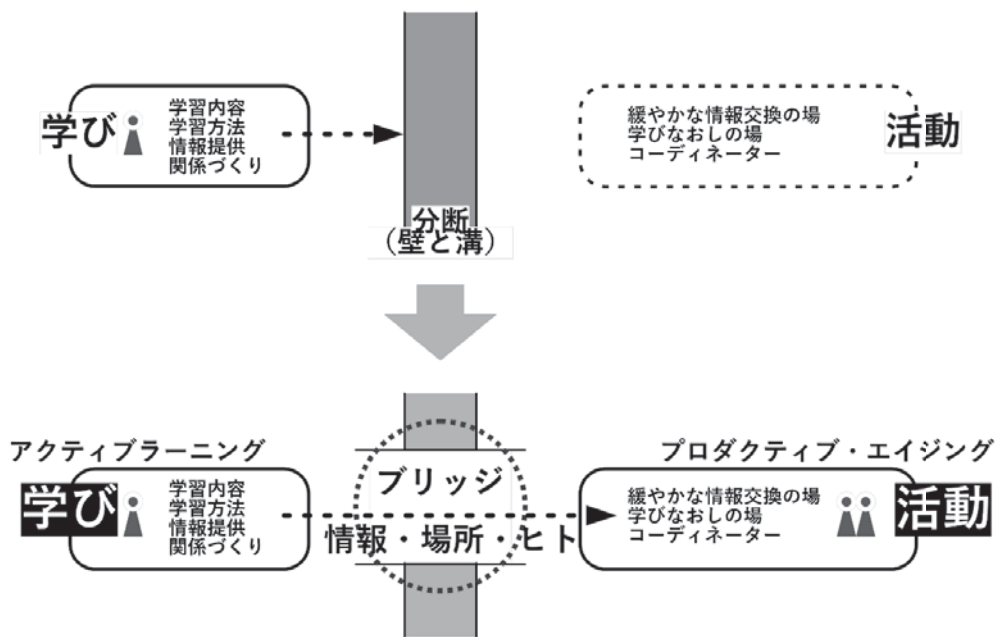 学び
学習内容
学習方法
情報提供
関係づくり
緩やかな情報交換の場
学びなおしの場
コーディネーター
活動
分断
（壁と溝）
アクティブラーニング
プロダクティブ・エイジング
学び
学習内容
学習方法
情報提供
関係づくり
ブリッジ
情報・場所・ヒト
緩やかな情報交換の場
学びなおしの場
コーディネーター
活動